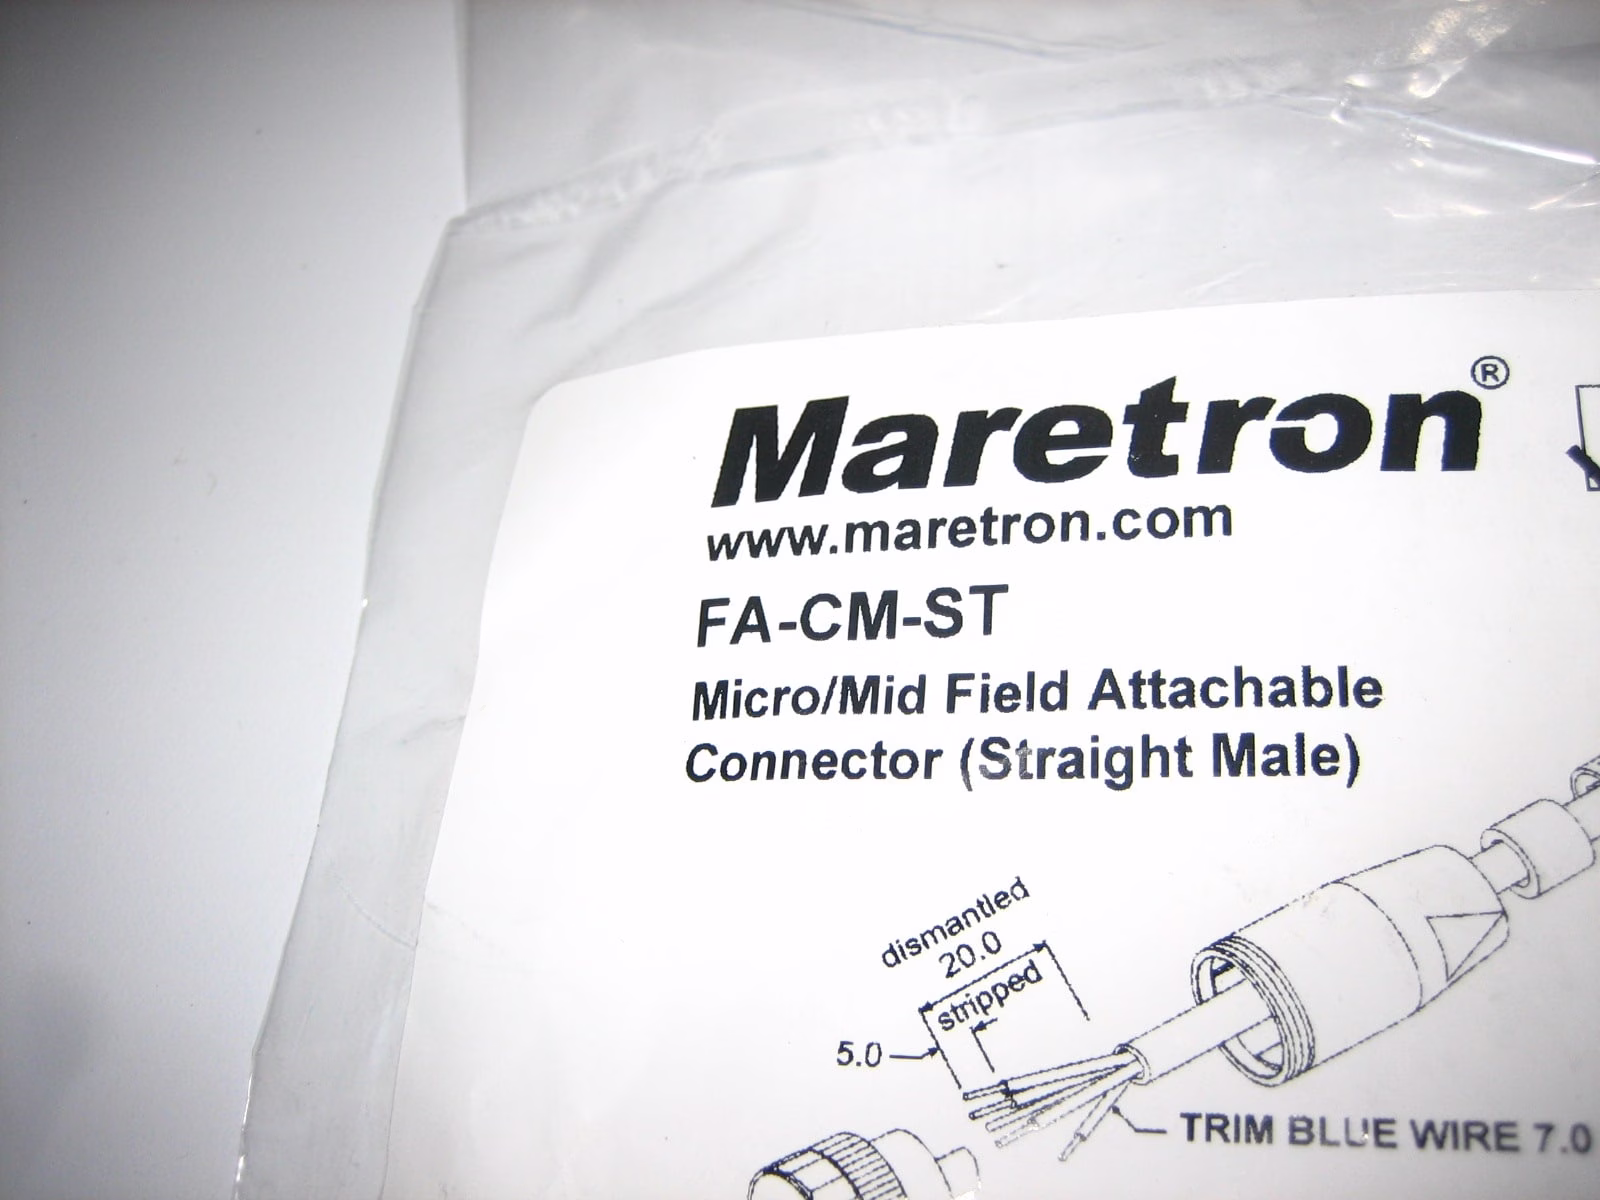 Maretron®
www.maretron.com
FA-CM-ST
Micro/Mid Field Attachable
Connector (Straight Male)
dismantled
20.0
stripped
5.0
TRIM BLUE WIRE 7.0